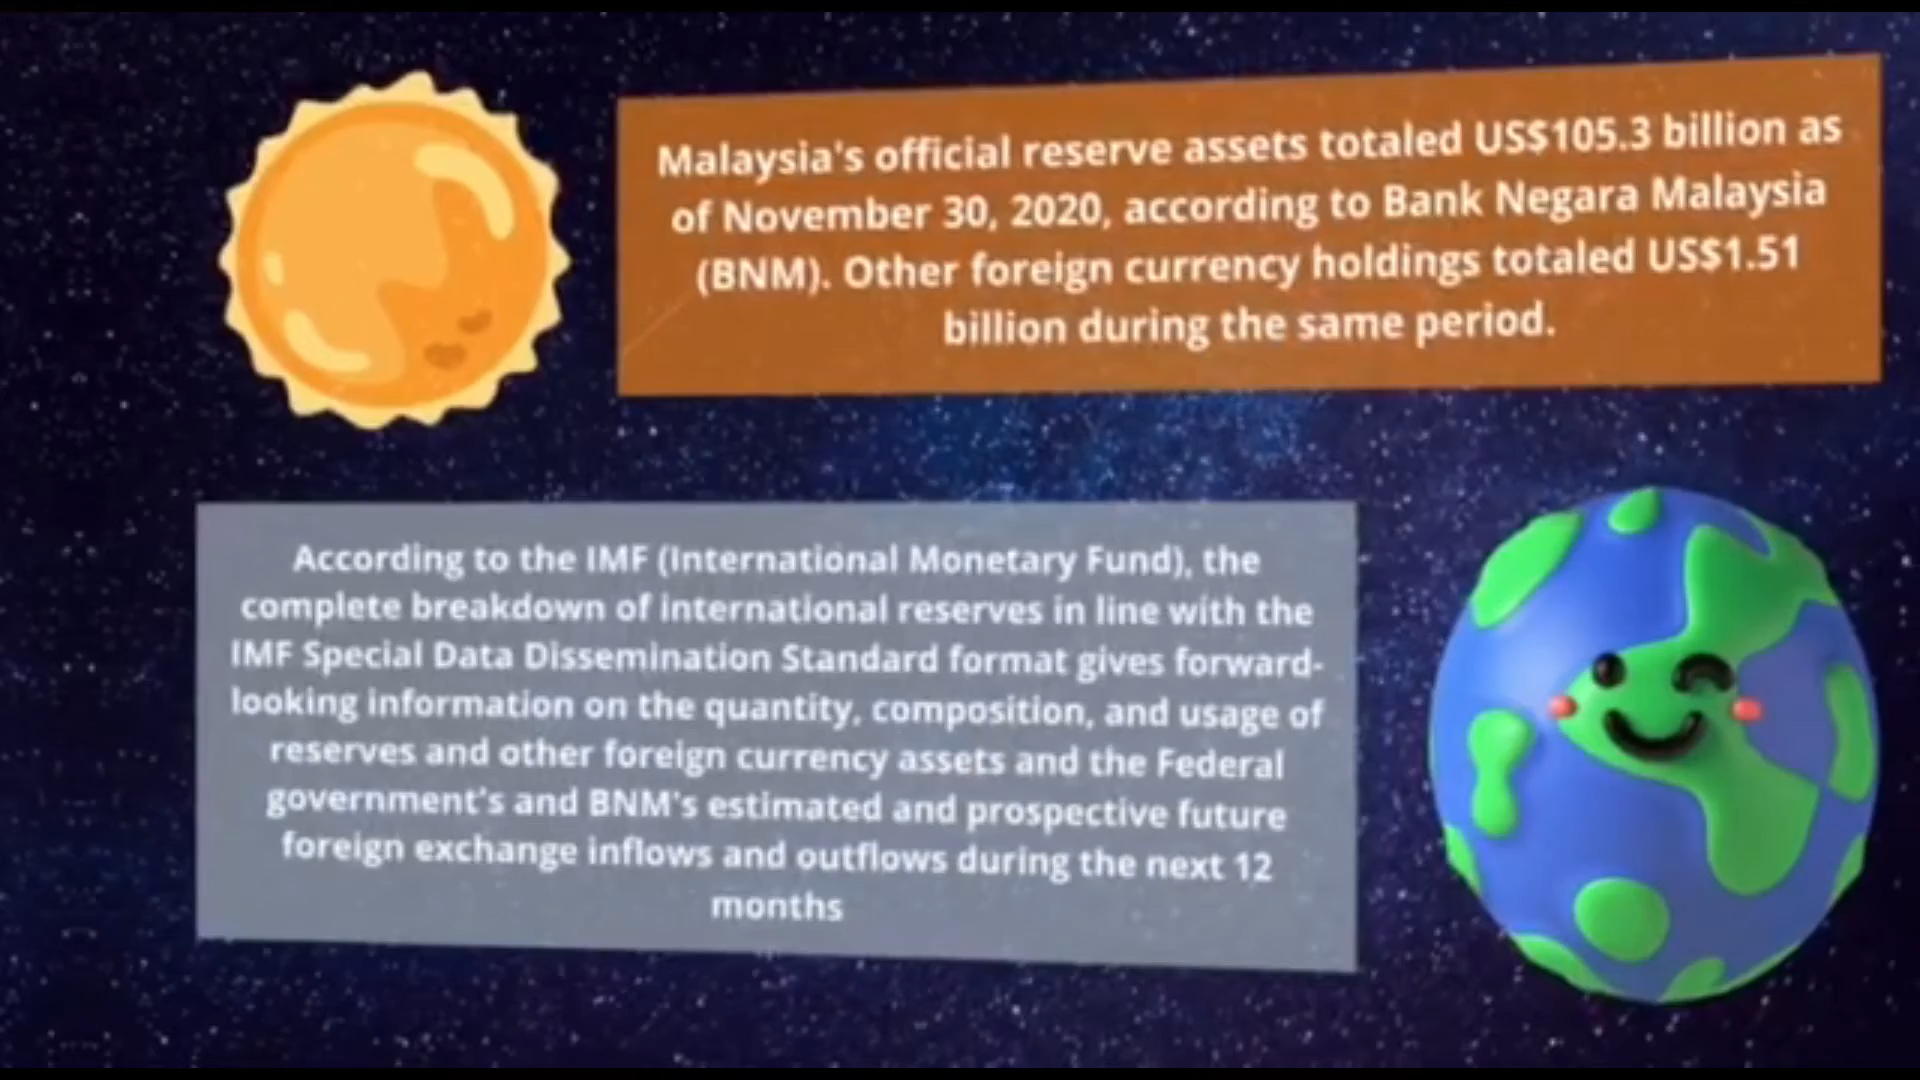 Malaysia's official reserve assets totaled US$105.3 billion as
of November 30, 2020, according to Bank Negara Malaysia
(BNM). Other foreign currency holdings totaled US$1.51
billion during the same period.
According to the IMF (International Monetary Fund), the
complete breakdown of international reserves in line with the
IMF Special Data Dissemination Standard format gives forward-
looking information on the quantity, composition, and usage of
reserves and other foreign currency assets and the Federal
government's and BNM's estimated and prospective future
foreign exchange inflows and outflows during the next 12
months